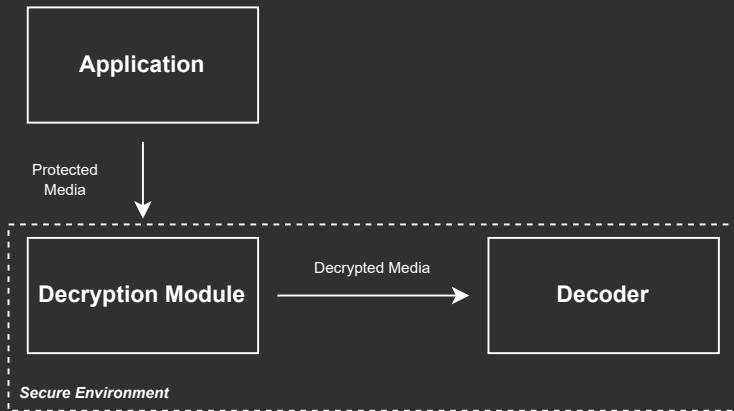 Application
Protected
Media
Decryption Module
Decrypted Media
Decoder
Secure Environment